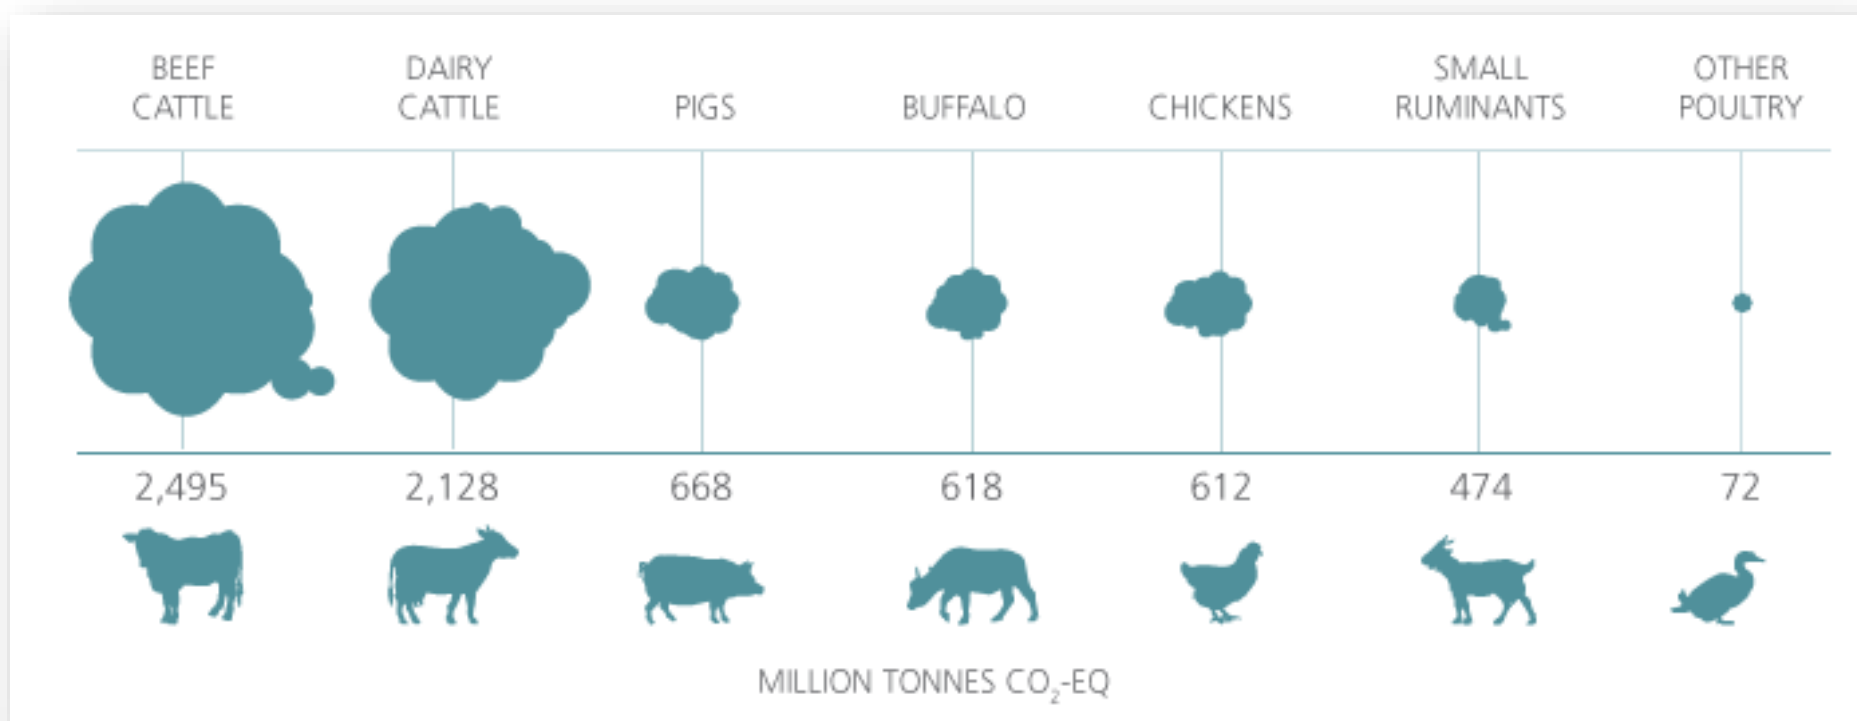 BEEF
CATTLE
DAIRY
CATTLE
PIGS
BUFFALO
CHICKENS
SMALL
RUMINANTS
OTHER
POULTRY
2,495
2,128
668
618
612
474
72
MILLION TONNES CO₂-EQ